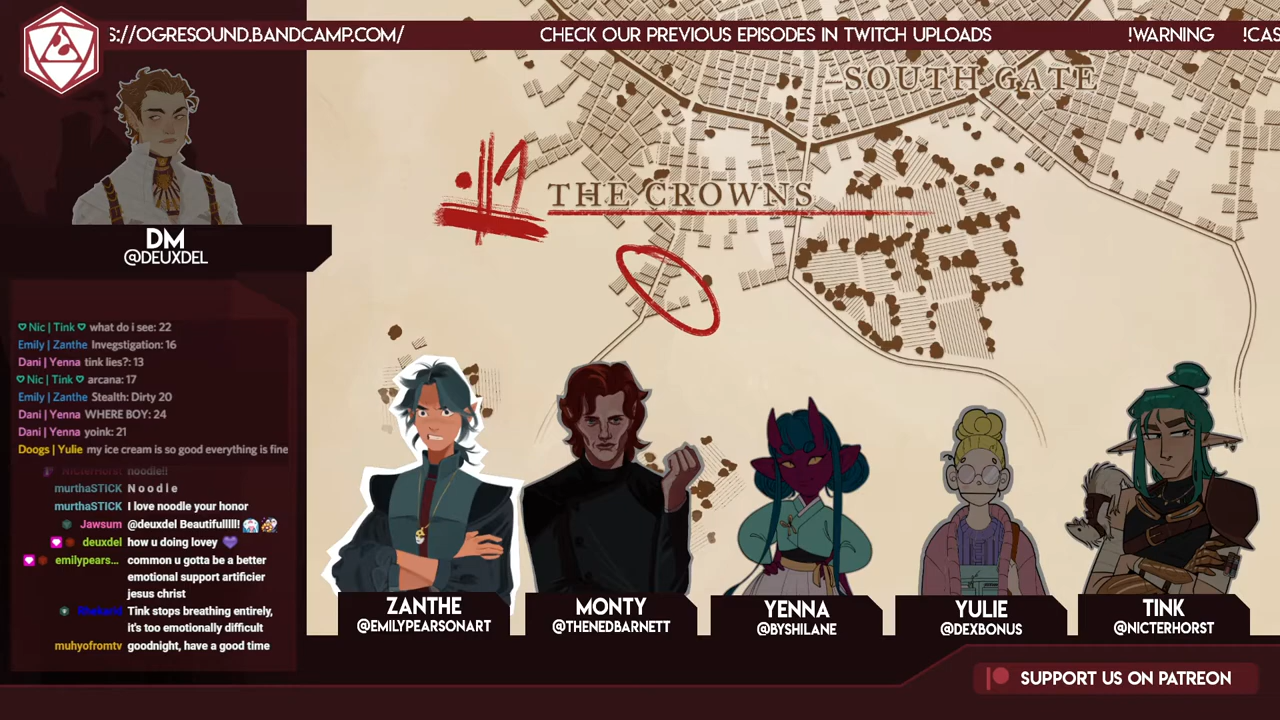 S://OGRESOUND.BANDCAMP.COM/
CHECK OUR PREVIOUS EPISODES IN TWITCH UPLOADS
!WARNING
!CAS
SOUTH GATE
THE CROWNS
DM
@DEUXDEL
Nic | Tink what do i see: 22
Emily | Zanthe Invegstigation: 16
Dani | Yenna tink lies?: 13
Nic | Tink arcana: 17
Emily | Zanthe Stealth: Dirty 20
Dani | Yenna WHERE BOY: 24
Dani | Yenna yoink: 21
Doogs | Yulie my ice cream is so good everything is fine
NicTerHorst noodle!!
murthaSTICK N o o d l e
murthaSTICK I love noodle your honor
Jawsum @deuxdel Beautifulllll!
deuxdel how u doing lovey
emilypears... common u gotta be a better
emotional support artificier
jesus christ
Tink stops breathing entirely,
it's too emotionally difficult
muhyofromtv goodnight, have a good time
ZANTHE
@EMILYPEARSONART
MONTY
@THENEDBARNETT
YENNA
@BYSHILANE
YULIE
@DEXBONUS
TINK
@NICTERHORST
SUPPORT US ON PATREON